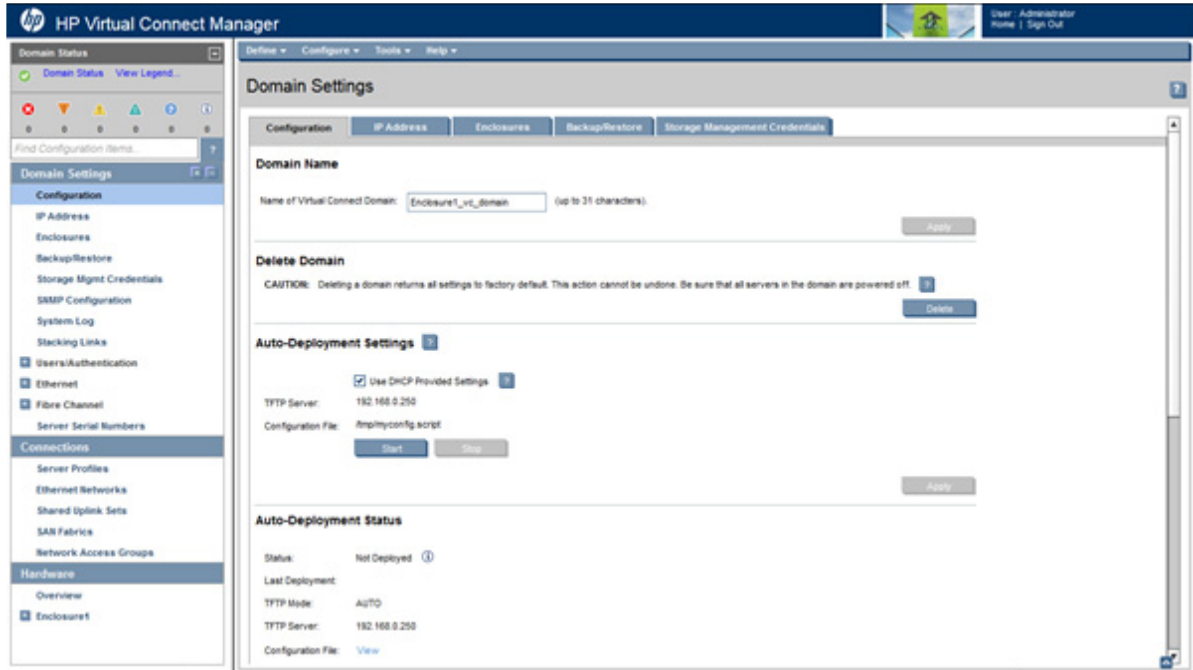 hp HP Virtual Connect Manager
User : Administrator
Home | Sign Out
Domain Status
Domain Status View Legend...
0 0 0 0 0 0
Find Configuration Items...
?
Domain Settings
Configuration
IP Address
Enclosures
Backup/Restore
Storage Mgmt Credentials
SNMP Configuration
System Log
Stacking Links
Users/Authentication
Ethernet
Fibre Channel
Server Serial Numbers
Connections
Server Profiles
Ethernet Networks
Shared Uplink Sets
SAN Fabrics
Network Access Groups
Hardware
Overview
Enclosure1
Define Configure Tools Help
Domain Settings
?
Configuration IP Address Enclosures Backup/Restore Storage Management Credentials
Domain Name
Name of Virtual Connect Domain: Enclosure1_vc_domain (up to 31 characters).
Apply
Delete Domain
CAUTION: Deleting a domain returns all settings to factory default. This action cannot be undone. Be sure that all servers in the domain are powered off. ?
Delete
Auto-Deployment Settings ?
Use DHCP Provided Settings ?
TFTP Server: 192.168.0.250
Configuration File: /tmp/myconfig.script
Start Stop
Apply
Auto-Deployment Status
Status: Not Deployed
Last Deployment:
TFTP Mode: AUTO
TFTP Server: 192.168.0.250
Configuration File: View